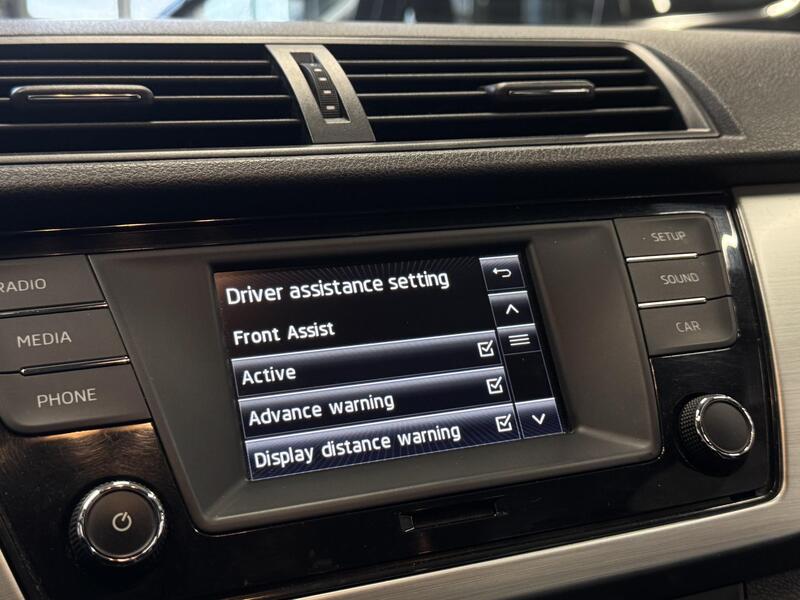 RADIO
MEDIA
PHONE
Driver assistance setting
Front Assist
Active
Advance warning
Display distance warning
SETUP
SOUND
CAR